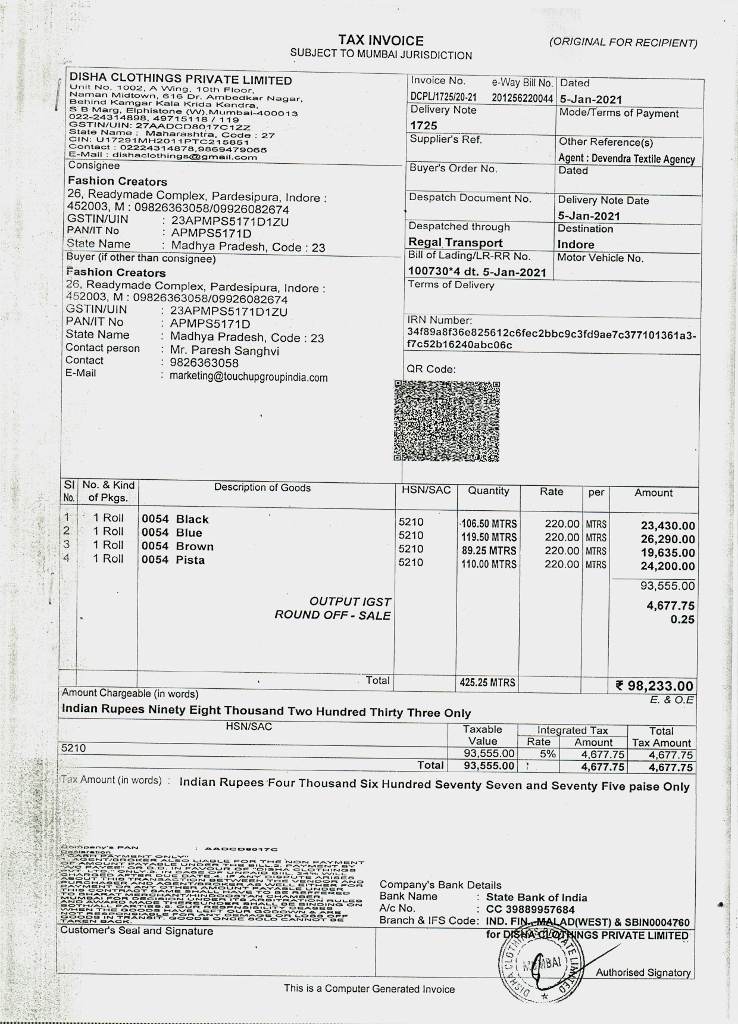 TAX INVOICE
(ORIGINAL FOR RECIPIENT)
SUBJECT TO MUMBAI JURISDICTION
DISHA CLOTHINGS PRIVATE LIMITED
Unit No. 1002, A Wing, 10th Floor,
Naman Midtown, 616 Dr. Ambedkar Nagar,
Behind Kamgar Kala Krida Kendra,
S B Marg, Elphistone (W),Mumbai-400013
022-24314898, 49715118 / 119
GSTIN/UIN: 27AADCD8017C1ZZ
State Name : Maharashtra, Code : 27
CIN: U17291MH2011PTC215851
Contact : 02224314878,9869479065
E-Mail : dishaclothings@gmail.com
Invoice No. e-Way Bill No. Dated
DCPL/1725/20-21 201256220044 5-Jan-2021
Delivery Note Mode/Terms of Payment
1725
Supplier's Ref. Other Reference(s)
Agent : Devendra Textile Agency
Buyer's Order No. Dated
Despatch Document No. Delivery Note Date
5-Jan-2021
Despatched through Destination
Regal Transport Indore
Bill of Lading/LR-RR No. Motor Vehicle No.
100730*4 dt. 5-Jan-2021
Terms of Delivery
IRN Number:
34f89a8f36e825612c6fec2bbc9c3fd9ae7c377101361a3-
f7c52b16240abc06c
QR Code:
Consignee
Fashion Creators
26, Readymade Complex, Pardesipura, Indore :
452003, M : 09826363058/09926082674
GSTIN/UIN : 23APMPS5171D1ZU
PAN/IT No : APMPS5171D
State Name : Madhya Pradesh, Code : 23
Buyer (if other than consignee)
Fashion Creators
26, Readymade Complex, Pardesipura, Indore :
452003, M : 09826363058/09926082674
GSTIN/UIN : 23APMPS5171D1ZU
PAN/IT No : APMPS5171D
State Name : Madhya Pradesh, Code : 23
Contact person : Mr. Paresh Sanghvi
Contact : 9826363058
E-Mail : marketing@touchupgroupindia.com
Sl No. No. & Kind of Pkgs. Description of Goods HSN/SAC Quantity Rate per Amount
1 1 Roll 0054 Black 5210 106.50 MTRS 220.00 MTRS 23,430.00
2 1 Roll 0054 Blue 5210 119.50 MTRS 220.00 MTRS 26,290.00
3 1 Roll 0054 Brown 5210 89.25 MTRS 220.00 MTRS 19,635.00
4 1 Roll 0054 Pista 5210 110.00 MTRS 220.00 MTRS 24,200.00
93,555.00
OUTPUT IGST 4,677.75
ROUND OFF - SALE 0.25
Total 425.25 MTRS ₹ 98,233.00
Amount Chargeable (in words) E. & O.E
Indian Rupees Ninety Eight Thousand Two Hundred Thirty Three Only
HSN/SAC Taxable Value Integrated Tax Total Tax Amount
Rate Amount
5210 93,555.00 5% 4,677.75 4,677.75
Total 93,555.00 4,677.75 4,677.75
Tax Amount (in words) : Indian Rupees Four Thousand Six Hundred Seventy Seven and Seventy Five paise Only
Company's PAN : AADCD8017C
Declaration
Company's Bank Details
Bank Name : State Bank of India
A/c No. : CC 39889957684
Branch & IFS Code: IND. FIN. MALAD(WEST) & SBIN0004760
Customer's Seal and Signature
for DISHA CLOTHINGS PRIVATE LIMITED
DISHA CLOTHINGS PRIVATE LIMITED
MUMBAI
Authorised Signatory
This is a Computer Generated Invoice